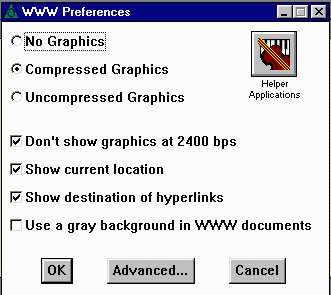 WWW Preferences
No Graphics
Compressed Graphics
Uncompressed Graphics
Helper
Applications
Don't show graphics at 2400 bps
Show current location
Show destination of hyperlinks
Use a gray background in WWW documents
OK
Advanced...
Cancel